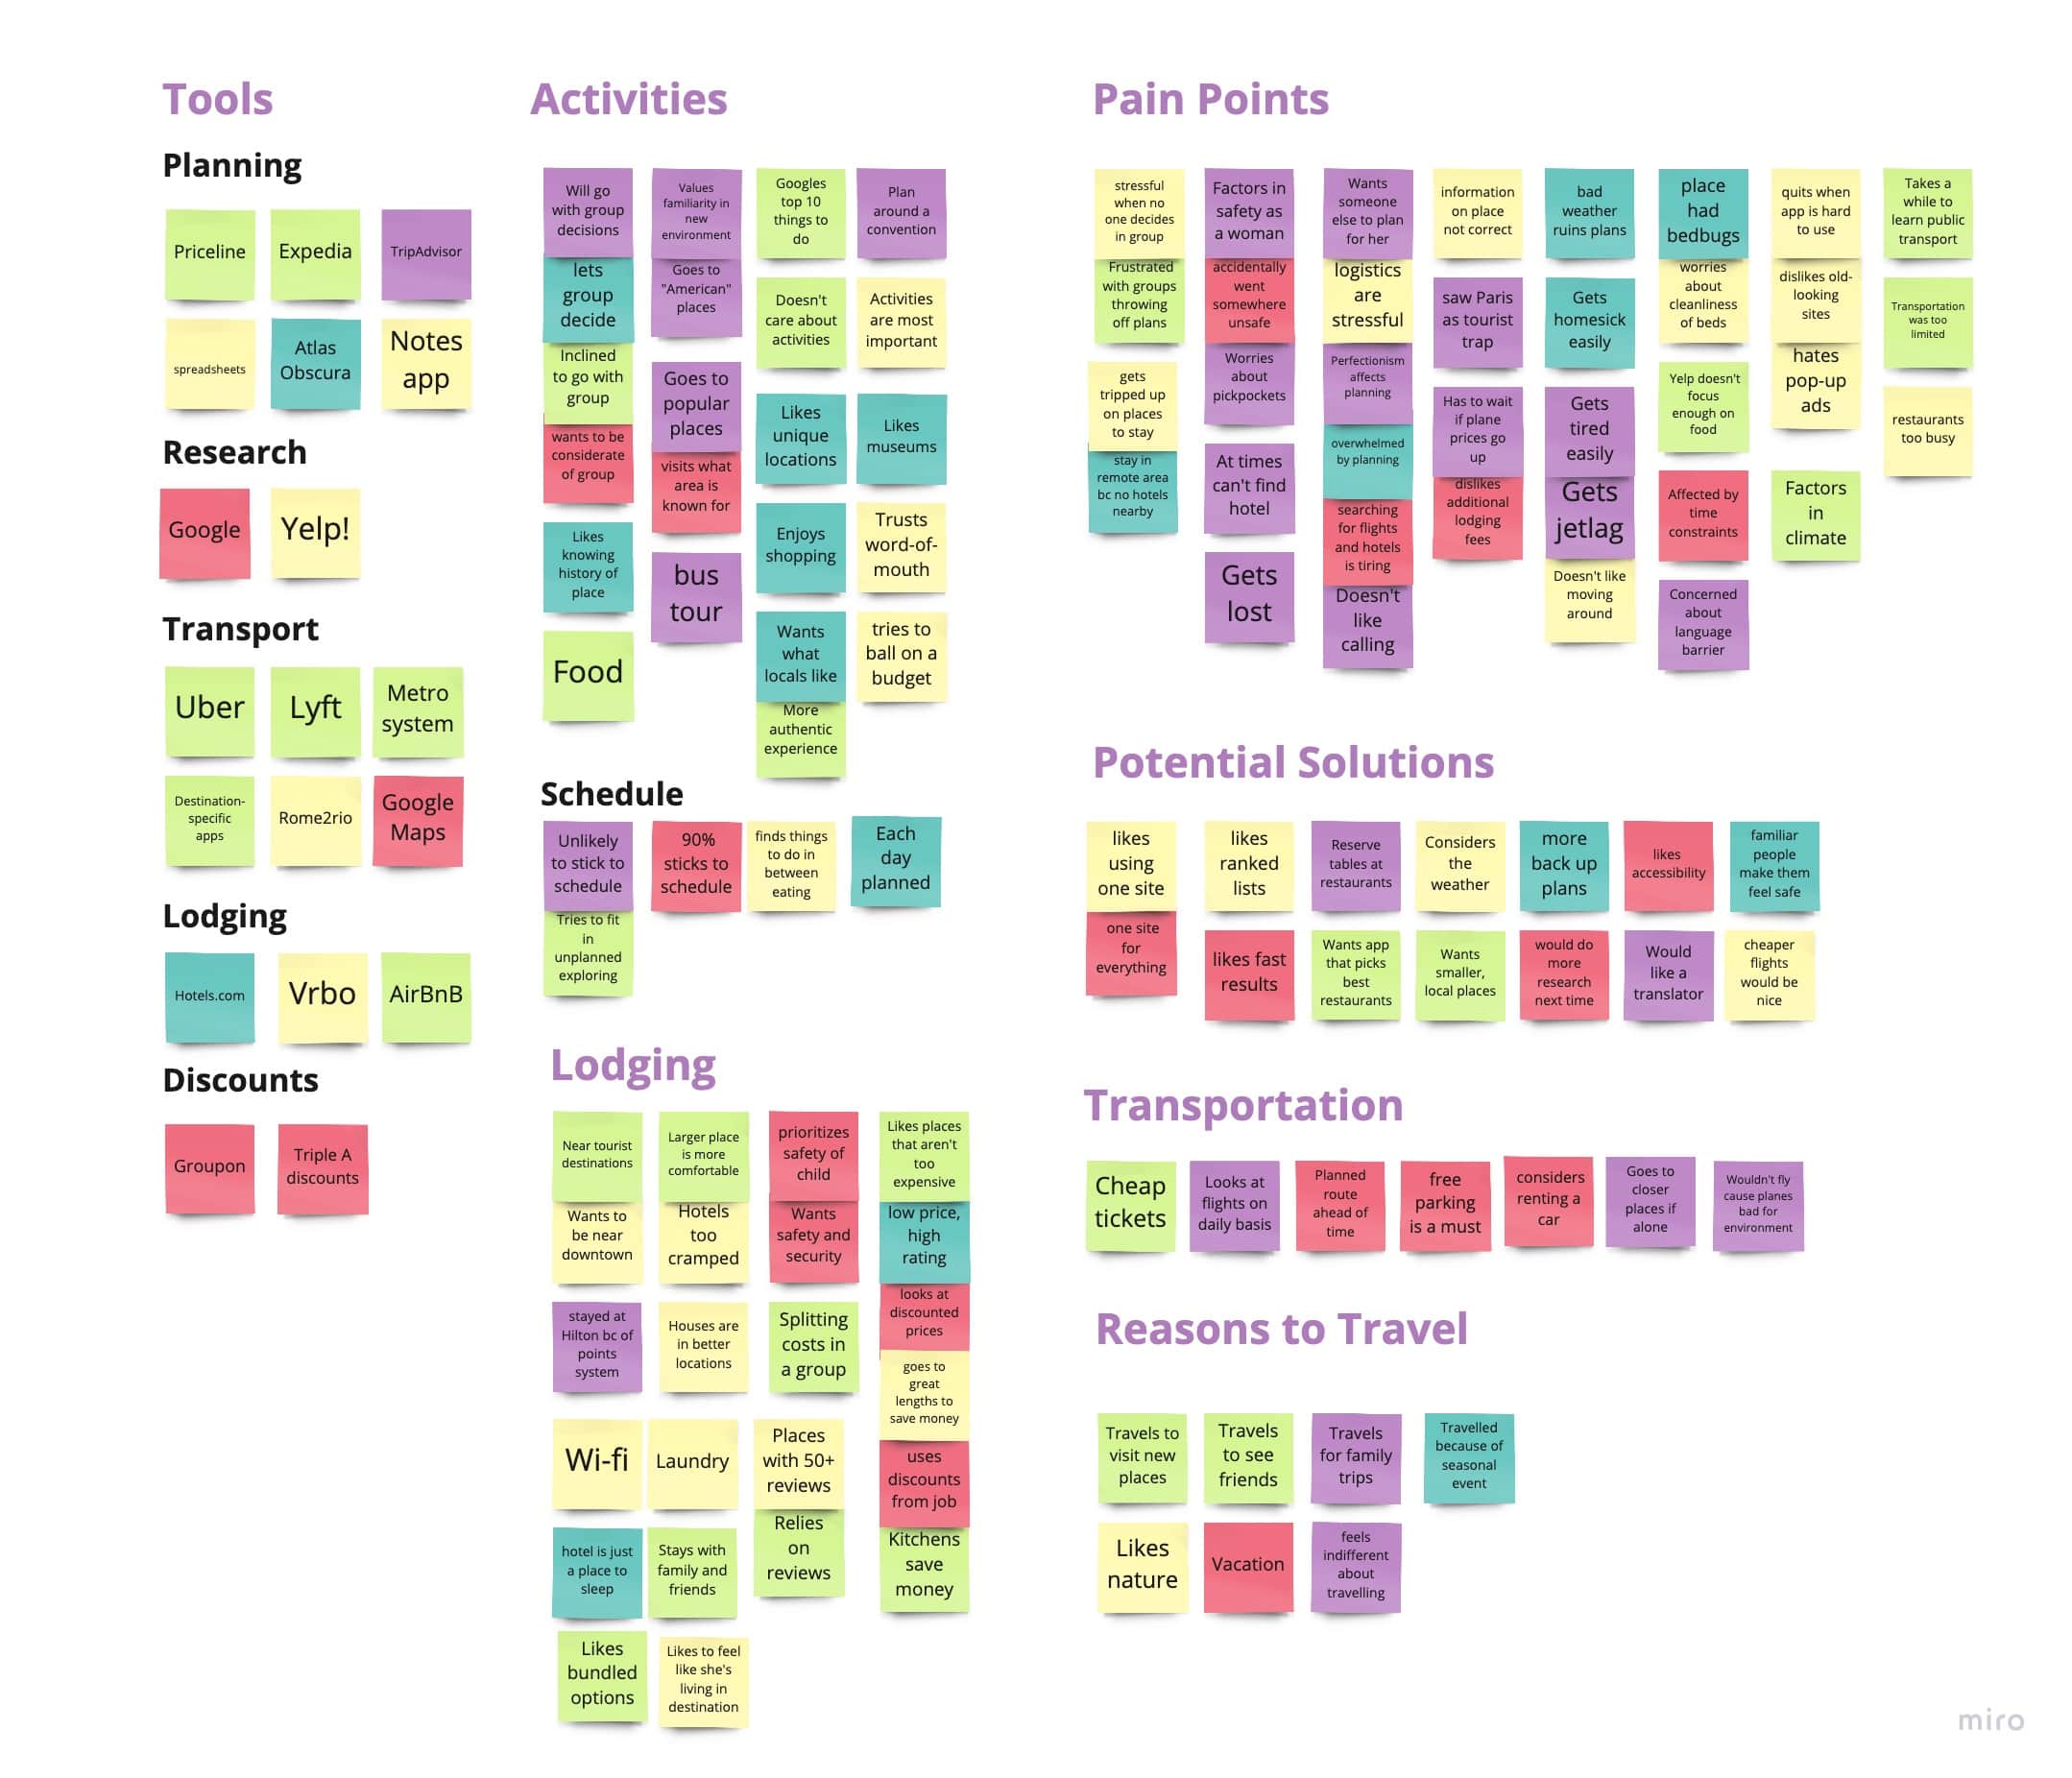 Tools
Planning
Priceline
Expedia
TripAdvisor
spreadsheets
Atlas
Obscura
Notes
app
Research
Google
Yelp!
Transport
Uber
Lyft
Metro
system
Destination-
specific
apps
Rome2rio
Google
Maps
Lodging
Hotels.com
Vrbo
AirBnB
Discounts
Groupon
Triple A
discounts
Activities
Will go
with group
decisions
lets
group
decide
Inclined
to go with
group
wants to be
considerate
of group
Likes
knowing
history of
place
Food
Values
familiarity in
new
environment
Goes to
"American"
places
Goes to
popular
places
visits what
area is
known for
bus
tour
Googles
top 10
things to
do
Doesn't
care about
activities
Likes
unique
locations
Enjoys
shopping
Wants
what
locals like
More
authentic
experience
Plan
around a
convention
Activities
are most
important
Likes
museums
Trusts
word-of-
mouth
tries to
ball on a
budget
Schedule
Unlikely
to stick to
schedule
Tries to fit
in
unplanned
exploring
90%
sticks to
schedule
finds things
to do in
between
eating
Each
day
planned
Lodging
Near tourist
destinations
Wants to
be near
downtown
Larger place
is more
comfortable
Hotels
too
cramped
prioritizes
safety of
child
Wants
safety and
security
Likes places
that aren't
too
expensive
low price,
high
rating
looks at
discounted
prices
goes to
great
lengths to
save money
uses
discounts
from job
Kitchens
save
money
stayed at
Hilton bc of
points
system
Houses are
in better
locations
Splitting
costs in
a group
Wi-fi
Laundry
Places
with 50+
reviews
Relies
on
reviews
hotel is just
a place to
sleep
Stays with
family and
friends
Likes
bundled
options
Likes to feel
like she's
living in
destination
Pain Points
stressful
when no
one decides
in group
Frustrated
with groups
throwing
off plans
gets
tripped up
on places
to stay
stay in
remote area
bc no hotels
nearby
Factors in
safety as
a woman
accidentally
went
somewhere
unsafe
Worries
about
pickpockets
At times
can't find
hotel
Gets
lost
Wants
someone
else to plan
for her
logistics
are
stressful
Perfectionism
affects
planning
overwhelmed
by planning
searching
for flights
and hotels
is tiring
Doesn't
like
calling
information
on place
not correct
saw Paris
as tourist
trap
Has to wait
if plane
prices go
up
dislikes
additional
lodging
fees
bad
weather
ruins plans
Gets
homesick
easily
Gets
tired
easily
Gets
jetlag
Doesn't like
moving
around
place
had
bedbugs
worries
about
cleanliness
of beds
Yelp doesn't
focus
enough on
food
Affected by
time
constraints
Concerned
about
language
barrier
quits when
app is hard
to use
dislikes old-
looking
sites
hates
pop-up
ads
Factors
in
climate
Takes a
while to
learn public
transport
Transportation
was too
limited
restaurants
too busy
Potential Solutions
likes
using
one site
one site
for
everything
likes
ranked
lists
likes fast
results
Reserve
tables at
restaurants
Wants app
that picks
best
restaurants
Considers
the
weather
Wants
smaller,
local places
more
back up
plans
would do
more
research
next time
likes
accessibility
Would
like a
translator
familiar
people
make them
feel safe
cheaper
flights
would be
nice
Transportation
Cheap
tickets
Looks at
flights on
daily basis
Planned
route
ahead of
time
free
parking
is a must
considers
renting a
car
Goes to
closer
places if
alone
Wouldn't fly
cause planes
bad for
environment
Reasons to Travel
Travels to
visit new
places
Travels
to see
friends
Travels
for family
trips
Travelled
because of
seasonal
event
Likes
nature
Vacation
feels
indifferent
about
travelling
miro